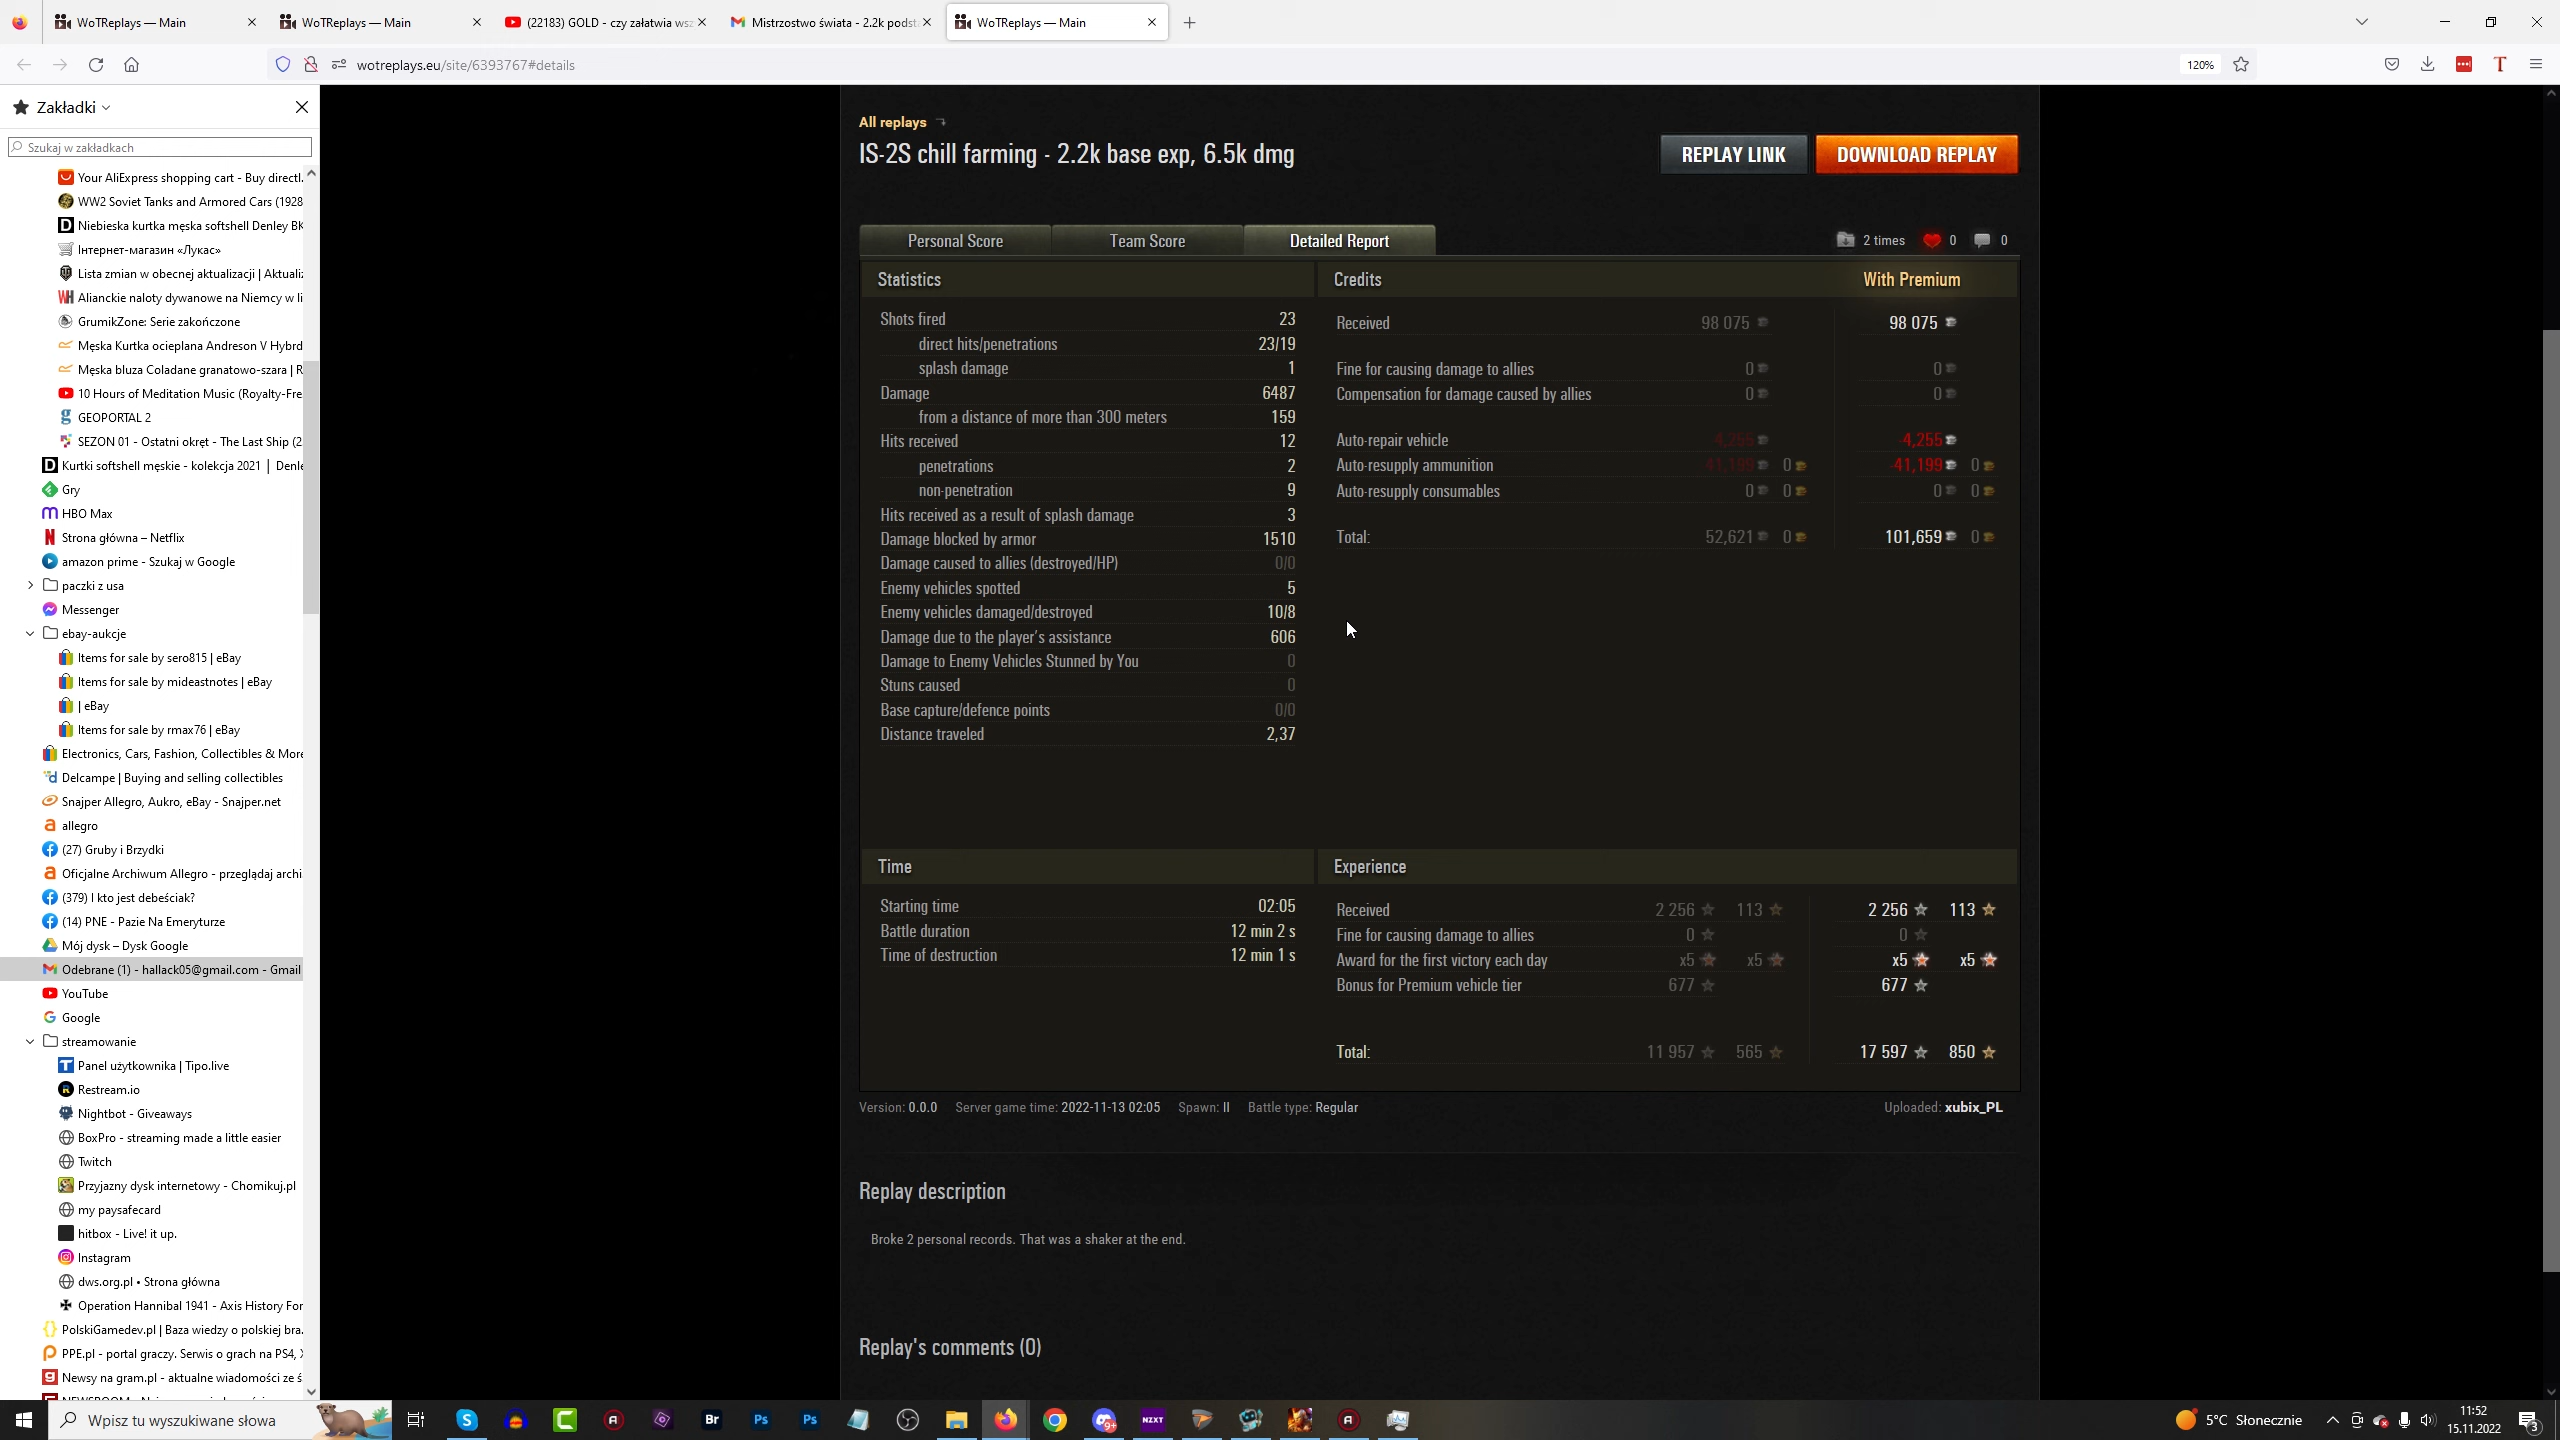 WoTReplays — Main
WoTReplays — Main
(22183) GOLD - czy załatwia wsz
Mistrzostwo świata - 2.2k podst
WoTReplays — Main
wotreplays.eu/site/6393767#details
120%
Zakładki
Szukaj w zakładkach
Your AliExpress shopping cart - Buy directl
WW2 Soviet Tanks and Armored Cars (1928
Niebieska kurtka męska softshell Denley BK
Інтернет-магазин «Лукас»
Lista zmian w obecnej aktualizacji | Aktualiz
Alianckie naloty dywanowe na Niemcy w li
GrumikZone: Serie zakończone
Męska Kurtka ocieplana Andreson V Hybrd
Męska bluza Coladane granatowo-szara | R
10 Hours of Meditation Music (Royalty-Fre
GEOPORTAL 2
SEZON 01 - Ostatni okręt - The Last Ship (2
Kurtki softshell męskie - kolekcja 2021 | Denle
Gry
HBO Max
Strona główna – Netflix
amazon prime - Szukaj w Google
paczki z usa
Messenger
ebay-aukcje
Items for sale by sero815 | eBay
Items for sale by mideastnotes | eBay
| eBay
Items for sale by rmax76 | eBay
Electronics, Cars, Fashion, Collectibles & More
Delcampe | Buying and selling collectibles
Snajper Allegro, Aukro, eBay - Snajper.net
allegro
(27) Gruby i Brzydki
Oficjalne Archiwum Allegro - przeglądaj archi
(379) I kto jest debeściak?
(14) PNE - Pazie Na Emeryturze
Mój dysk – Dysk Google
Odebrane (1) - hallack05@gmail.com - Gmail
YouTube
Google
streamowanie
Panel użytkownika | Tipo.live
Restream.io
Nightbot - Giveaways
BoxPro - streaming made a little easier
Twitch
Przyjazny dysk internetowy - Chomikuj.pl
my paysafecard
hitbox - Live! it up.
Instagram
dws.org.pl • Strona główna
Operation Hannibal 1941 - Axis History For
PolskiGamedev.pl | Baza wiedzy o polskiej bra
PPE.pl - portal graczy. Serwis o grach na PS4, X
Newsy na gram.pl - aktualne wiadomości ze ś
All replays
IS-2S chill farming - 2.2k base exp, 6.5k dmg
REPLAY LINK
DOWNLOAD REPLAY
Personal Score
Team Score
Detailed Report
2 times 0 0
Statistics
Shots fired 23
direct hits/penetrations 23/19
splash damage 1
Damage 6487
from a distance of more than 300 meters 159
Hits received 12
penetrations 2
non-penetration 9
Hits received as a result of splash damage 3
Damage blocked by armor 1510
Damage caused to allies (destroyed/HP) 0/0
Enemy vehicles spotted 5
Enemy vehicles damaged/destroyed 10/8
Damage due to the player's assistance 606
Damage to Enemy Vehicles Stunned by You 0
Stuns caused 0
Base capture/defence points 0/0
Distance traveled 2,37
Credits With Premium
Received 98 075 98 075
Fine for causing damage to allies 0 0
Compensation for damage caused by allies 0 0
Auto-repair vehicle -4,255 -4,255
Auto-resupply ammunition -41,199 0 -41,199 0
Auto-resupply consumables 0 0 0 0
Total: 52,621 0 101,659 0
Time
Starting time 02:05
Battle duration 12 min 2 s
Time of destruction 12 min 1 s
Experience
Received 2 256 113 2 256 113
Fine for causing damage to allies 0 0
Award for the first victory each day x5 x5 x5 x5
Bonus for Premium vehicle tier 677 677
Total: 11 957 565 17 597 850
Version: 0.0.0 Server game time: 2022-11-13 02:05 Spawn: II Battle type: Regular
Uploaded: xubix_PL
Replay description
Broke 2 personal records. That was a shaker at the end.
Replay's comments (0)
Wpisz tu wyszukiwane słowa
Br
Ps
Ps
9+
NZXT
5°C Słonecznie
11:52
15.11.2022
3